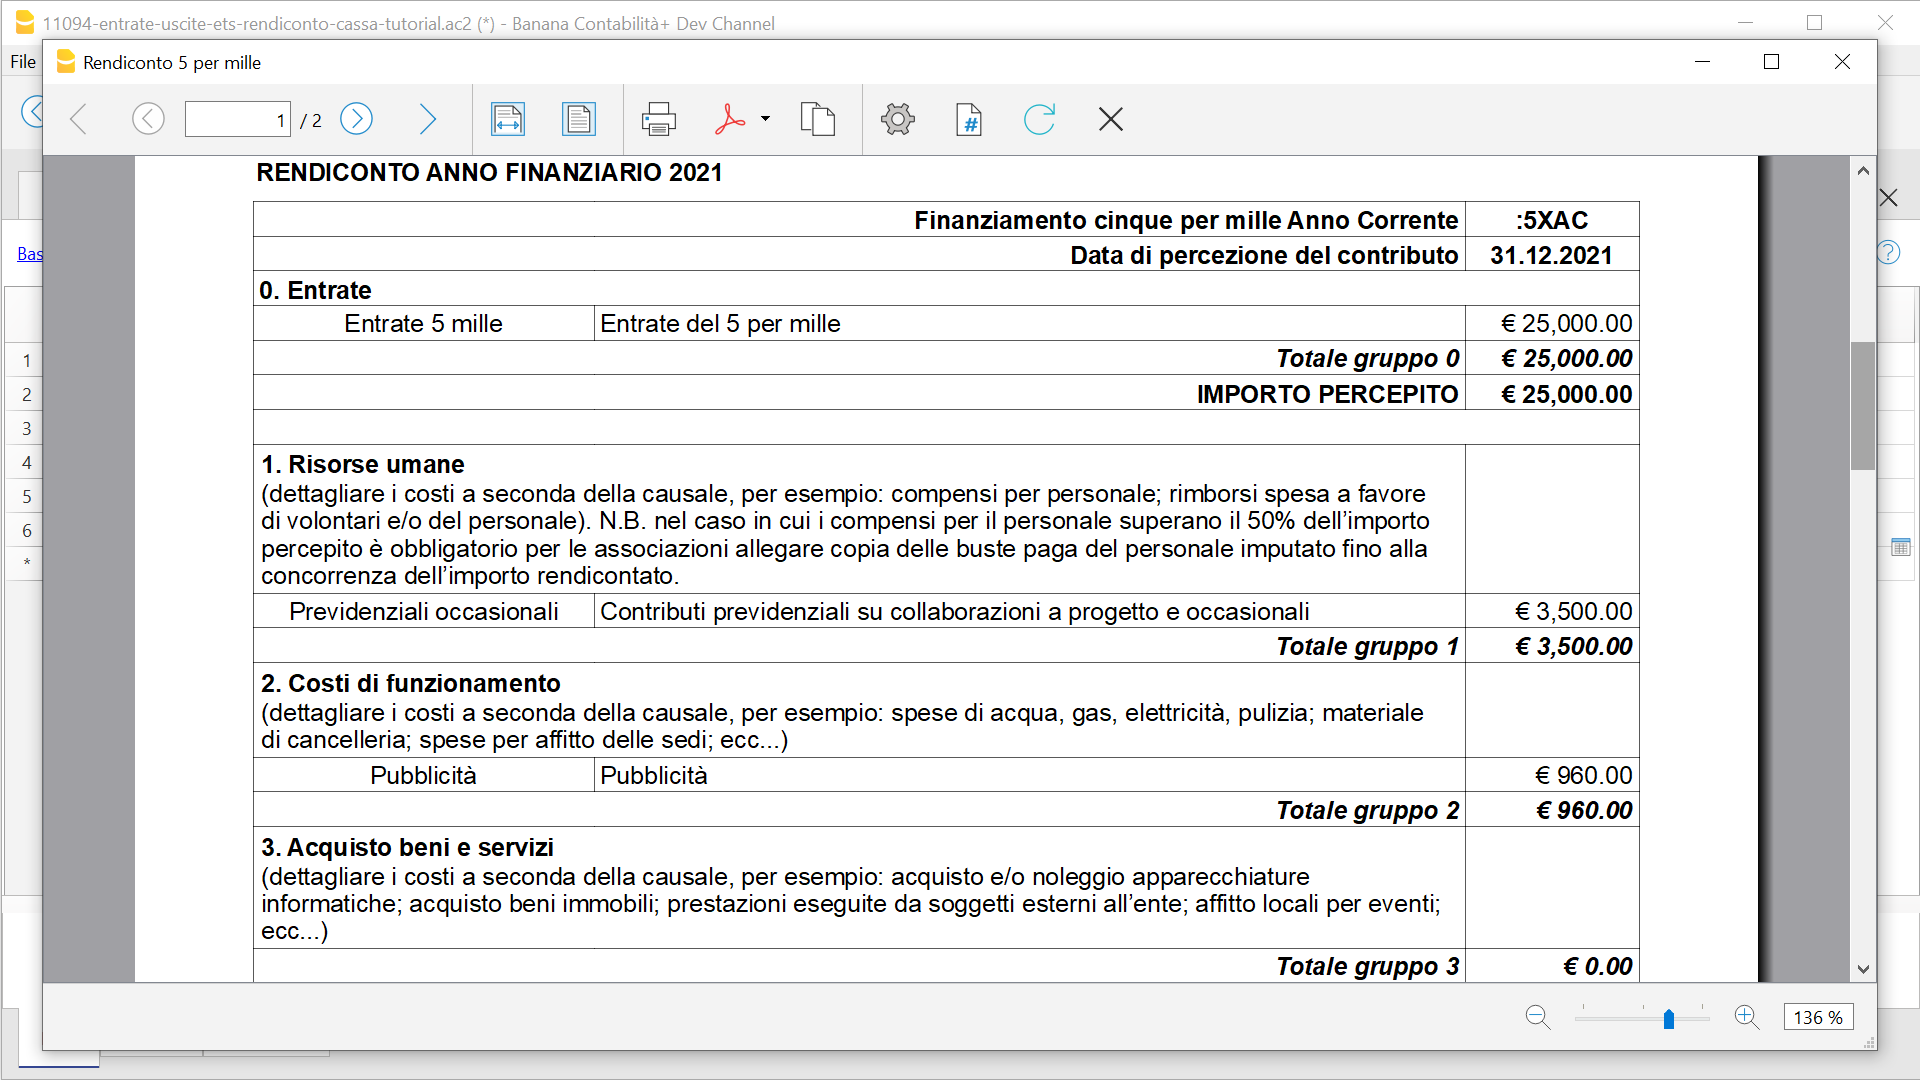 11094-entrate-uscite-ets-rendiconto-cassa-tutorial.ac2 (*) - Banana Contabilità+ Dev Channel
File
Rendiconto 5 per mille
1 / 2
Bas
1
2
3
4
5
6
*
RENDICONTO ANNO FINANZIARIO 2021
Finanziamento cinque per mille Anno Corrente :5XAC
Data di percezione del contributo 31.12.2021
0. Entrate
Entrate 5 mille Entrate del 5 per mille € 25,000.00
Totale gruppo 0 € 25,000.00
IMPORTO PERCEPITO € 25,000.00
1. Risorse umane
(dettagliare i costi a seconda della causale, per esempio: compensi per personale; rimborsi spesa a favore
di volontari e/o del personale). N.B. nel caso in cui i compensi per il personale superano il 50% dell’importo
percepito è obbligatorio per le associazioni allegare copia delle buste paga del personale imputato fino alla
concorrenza dell’importo rendicontato.
Previdenziali occasionali Contributi previdenziali su collaborazioni a progetto e occasionali € 3,500.00
Totale gruppo 1 € 3,500.00
2. Costi di funzionamento
(dettagliare i costi a seconda della causale, per esempio: spese di acqua, gas, elettricità, pulizia; materiale
di cancelleria; spese per affitto delle sedi; ecc...)
Pubblicità Pubblicità € 960.00
Totale gruppo 2 € 960.00
3. Acquisto beni e servizi
(dettagliare i costi a seconda della causale, per esempio: acquisto e/o noleggio apparecchiature
informatiche; acquisto beni immobili; prestazioni eseguite da soggetti esterni all’ente; affitto locali per eventi;
ecc...)
Totale gruppo 3 € 0.00
136 %